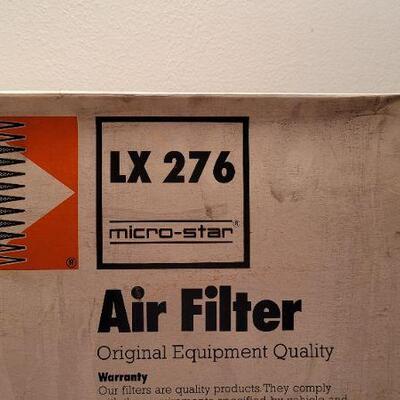 LX 276
micro-star®
®
Air Filter
Original Equipment Quality
Warranty
Our filters are quality products. They comply